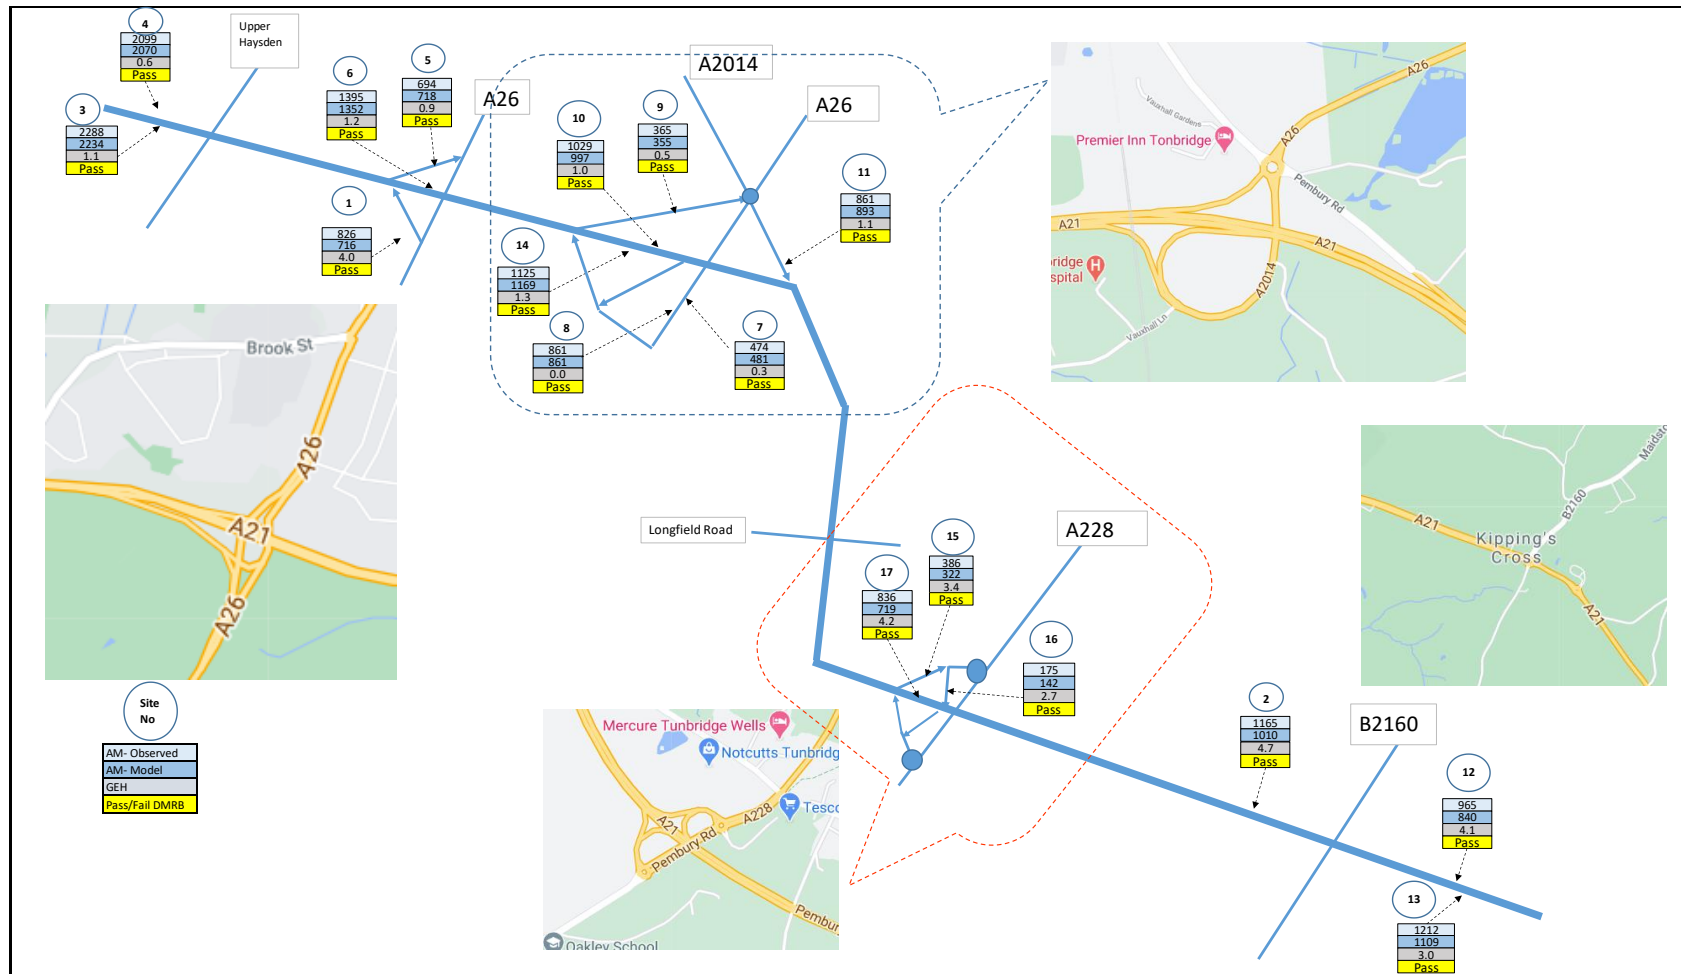 4
2099
2070
0.6
Pass
Upper
Haysden
3
2288
2234
1.1
Pass
6
1395
1352
1.2
Pass
5
694
718
0.9
Pass
A26
1
826
716
4.0
Pass
A2014
A26
10
1029
997
1.0
Pass
9
365
355
0.5
Pass
11
861
893
1.1
Pass
14
1125
1169
1.3
Pass
8
861
861
0.0
Pass
7
474
481
0.3
Pass
A26
Vauxhall Gardens
Premier Inn Tonbridge
A26
Pembury Rd
A21
A21
bridge
spital
A2014
Vauxhall Ln
Brook St
A26
A21
A26
Longfield Road
A228
15
386
322
3.4
Pass
17
836
719
4.2
Pass
16
175
142
2.7
Pass
Maidsto
B2160
A21
Kipping's
Cross
A21
Site
No
AM- Observed
AM- Model
GEH
Pass/Fail DMRB
Mercure Tunbridge Wells
Notcutts Tunbridg
Tesco
A228
A21
Pembury Rd
Pembur
Oakley School
2
1165
1010
4.7
Pass
B2160
12
965
840
4.1
Pass
13
1212
1109
3.0
Pass